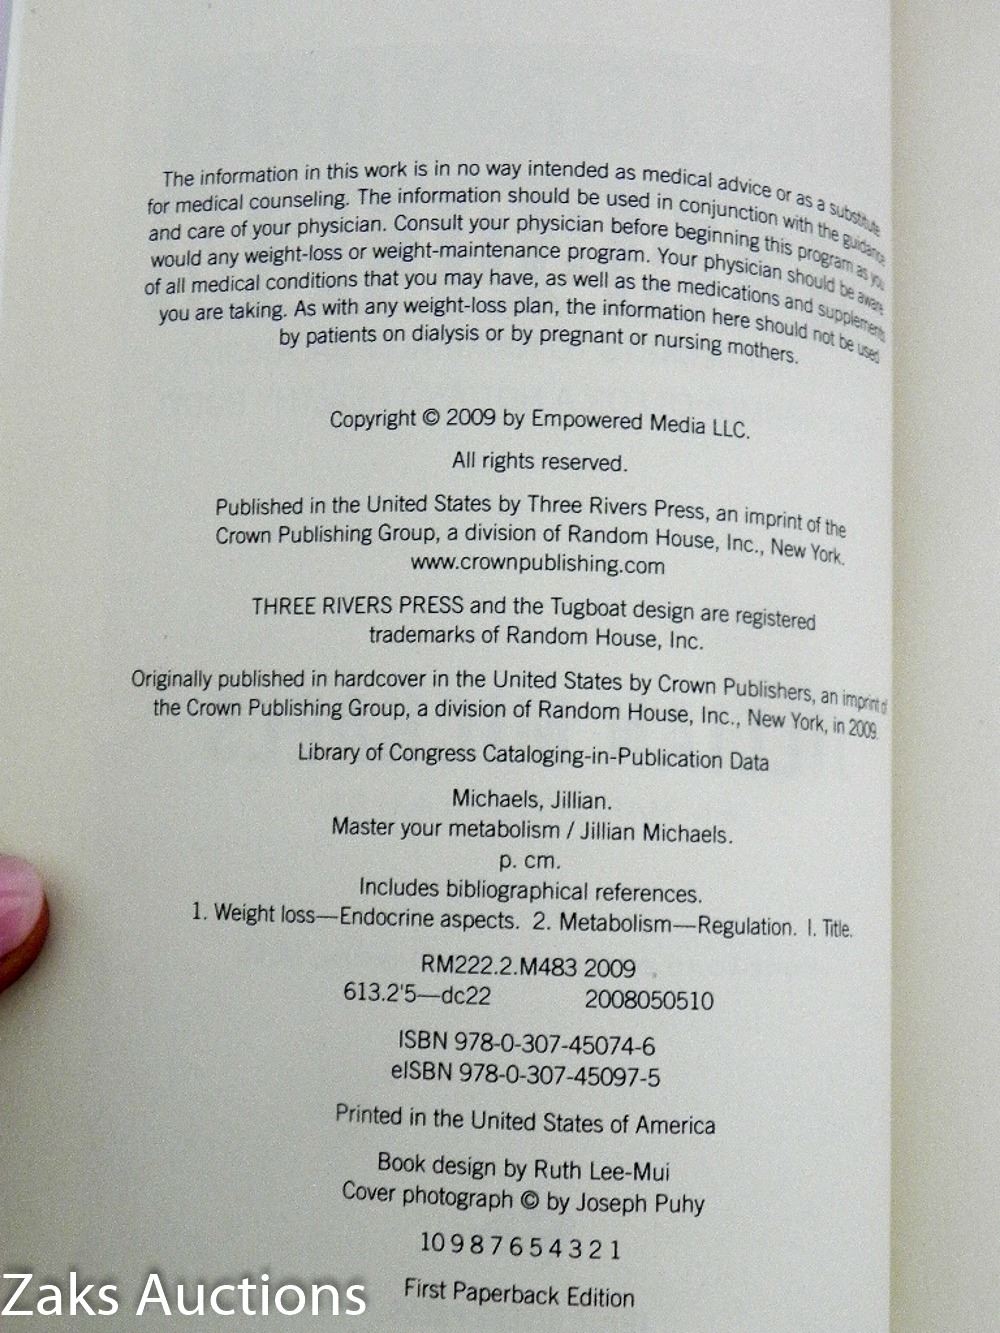 The information in this work is in no way intended as medical advice or as a substitute
for medical counseling. The information should be used in conjunction with the guidance
and care of your physician. Consult your physician before beginning this program as you
would any weight-loss or weight-maintenance program. Your physician should be aware
of all medical conditions that you may have, as well as the medications and supplements
you are taking. As with any weight-loss plan, the information here should not be used
by patients on dialysis or by pregnant or nursing mothers.
Copyright © 2009 by Empowered Media LLC.
All rights reserved.
Published in the United States by Three Rivers Press, an imprint of the
Crown Publishing Group, a division of Random House, Inc., New York.
www.crownpublishing.com
THREE RIVERS PRESS and the Tugboat design are registered
trademarks of Random House, Inc.
Originally published in hardcover in the United States by Crown Publishers, an imprint of
the Crown Publishing Group, a division of Random House, Inc., New York, in 2009.
Library of Congress Cataloging-in-Publication Data
Michaels, Jillian.
Master your metabolism / Jillian Michaels.
p. cm.
Includes bibliographical references.
1. Weight loss—Endocrine aspects. 2. Metabolism—Regulation. I. Title.
RM222.2.M483 2009
613.2'5—dc22 2008050510
ISBN 978-0-307-45074-6
eISBN 978-0-307-45097-5
Printed in the United States of America
Book design by Ruth Lee-Mui
Cover photograph © by Joseph Puhy
10 9 8 7 6 5 4 3 2 1
First Paperback Edition
Zaks Auctions